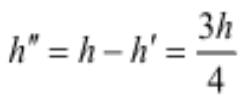 h″ = h – h′ = 3h/4